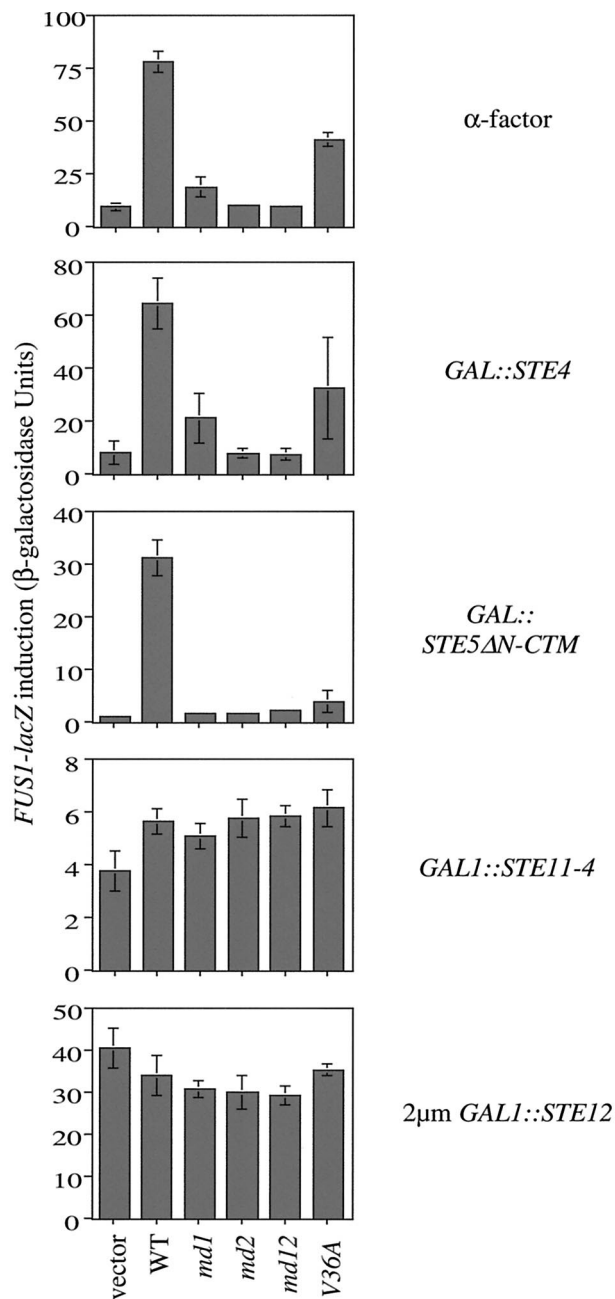 FUS1-lacZ induction (β-galactosidase Units)
100
75
50
25
0
α-factor
80
60
40
20
0
GAL::STE4
40
30
20
10
0
GAL::
STE5ΔN-CTM
8
6
4
2
0
GAL1::STE11-4
50
40
30
20
10
0
2μm GAL1::STE12
vector
WT
md1
md2
md12
V36A